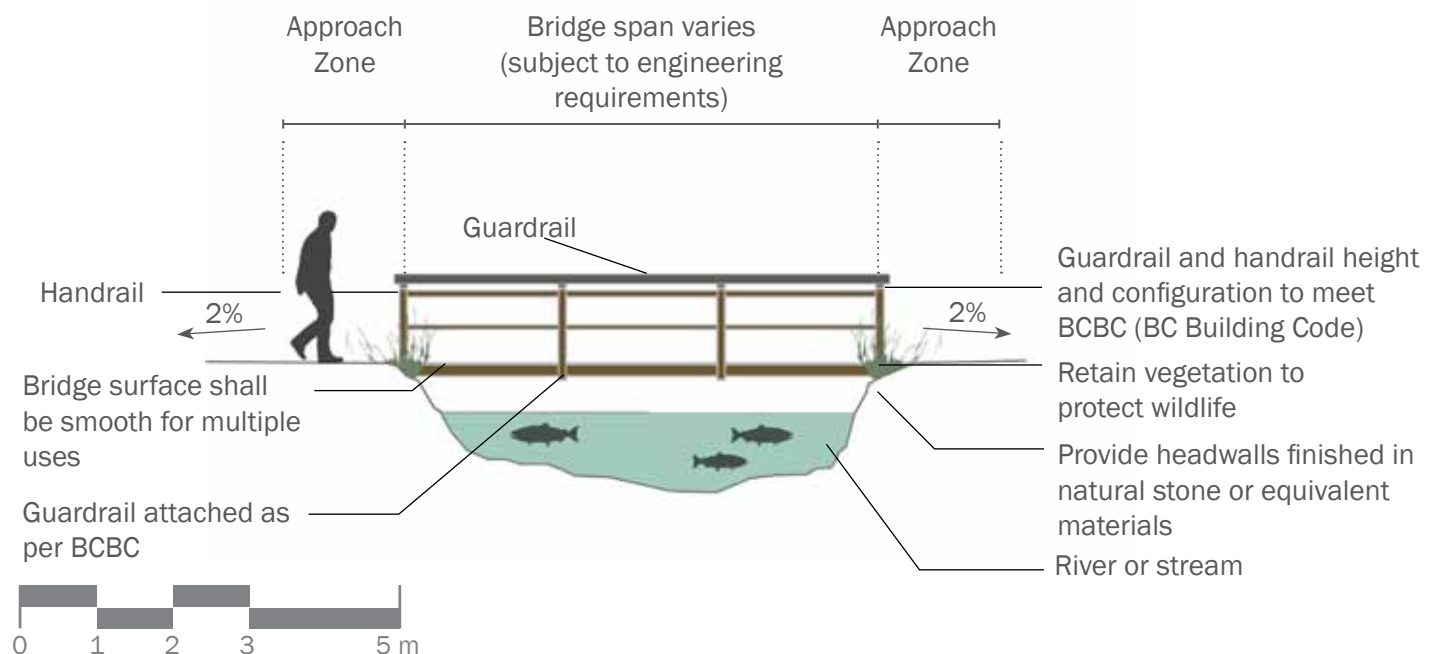 Approach
Zone
Bridge span varies
(subject to engineering
requirements)
Approach
Zone
Guardrail
Handrail
2%
2%
Guardrail and handrail height
and configuration to meet
BCBC (BC Building Code)
Bridge surface shall
be smooth for multiple
uses
Retain vegetation to
protect wildlife
Guardrail attached as
per BCBC
Provide headwalls finished in
natural stone or equivalent
materials
River or stream
0 1 2 3 5 m